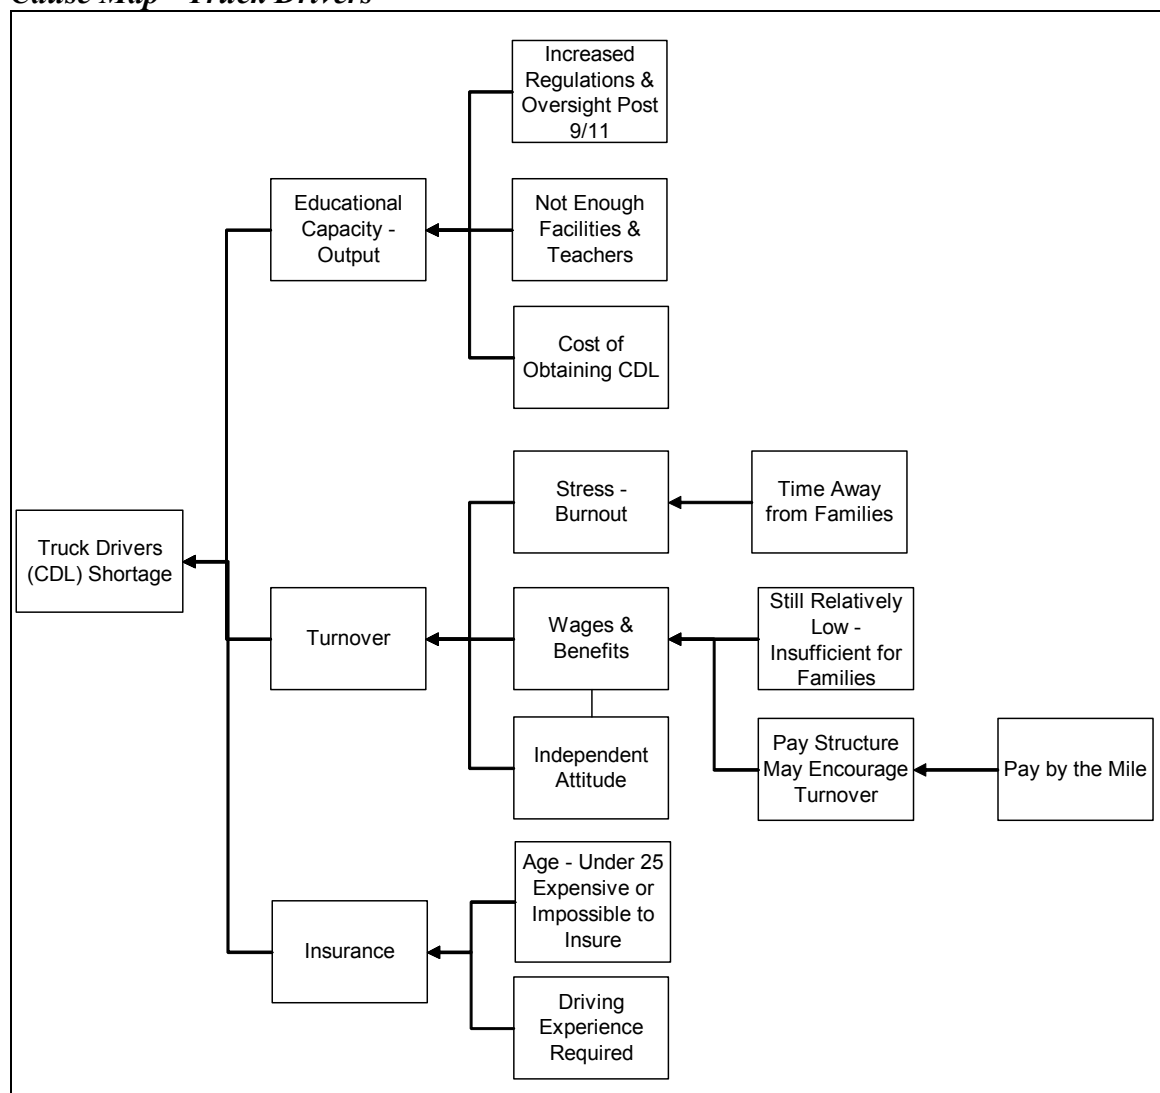 Cause Map - Truck Drivers
Increased
Regulations &
Oversight Post
9/11
Educational
Capacity -
Output
Not Enough
Facilities &
Teachers
Cost of
Obtaining CDL
Stress -
Burnout
Time Away
from Families
Truck Drivers
(CDL) Shortage
Turnover
Wages &
Benefits
Still Relatively
Low -
Insufficient for
Families
Independent
Attitude
Pay Structure
May Encourage
Turnover
Pay by the Mile
Age - Under 25
Expensive or
Impossible to
Insure
Insurance
Driving
Experience
Required